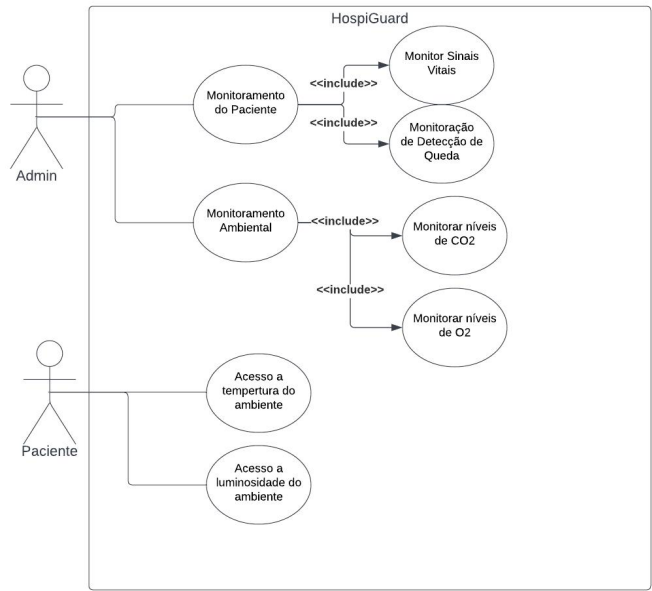 HospiGuard
Monitor Sinais
Vitais
<<include>>
Monitoramento
do Paciente
<<include>>
Monitoração
de Detecção de
Queda
Admin
Monitoramento
Ambiental
<<include>>
Monitorar níveis
de CO2
<<include>>
Monitorar níveis
de O2
Acesso a
tempertura do
ambiente
Paciente
Acesso a
luminosidade do
ambiente